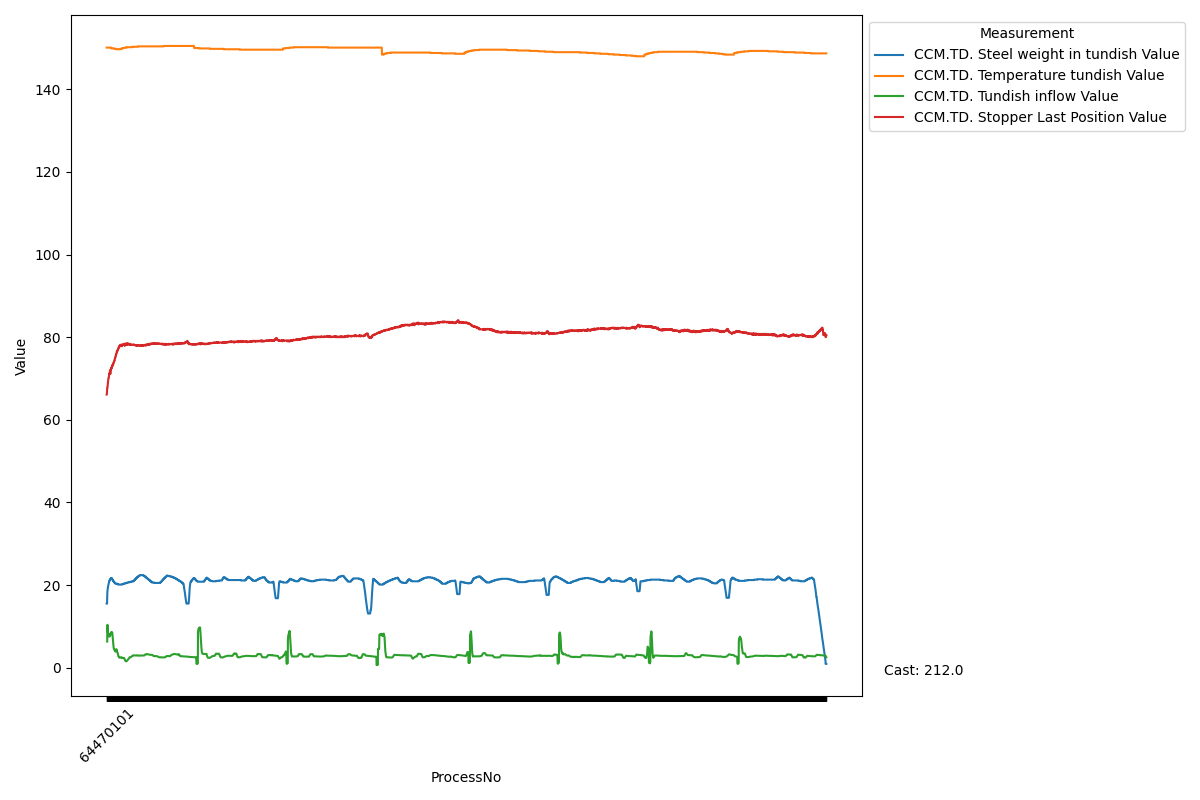 Measurement
CCM.TD. Steel weight in tundish Value
CCM.TD. Temperature tundish Value
CCM.TD. Tundish inflow Value
CCM.TD. Stopper Last Position Value
Value
140
120
100
80
60
40
20
0
Cast: 212.0
64470101
ProcessNo